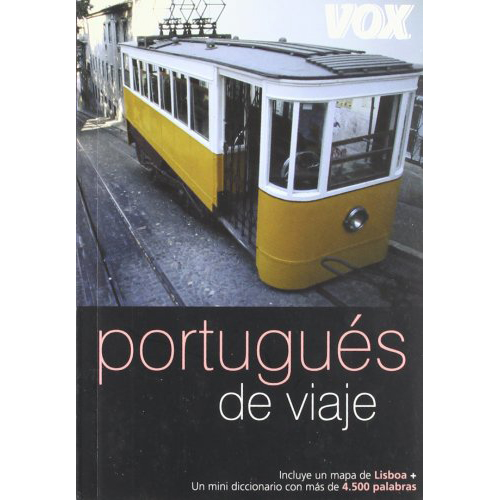 VOX
portugués
de viaje
Incluye un mapa de Lisboa +
Un mini diccionario con más de 4.500 palabras